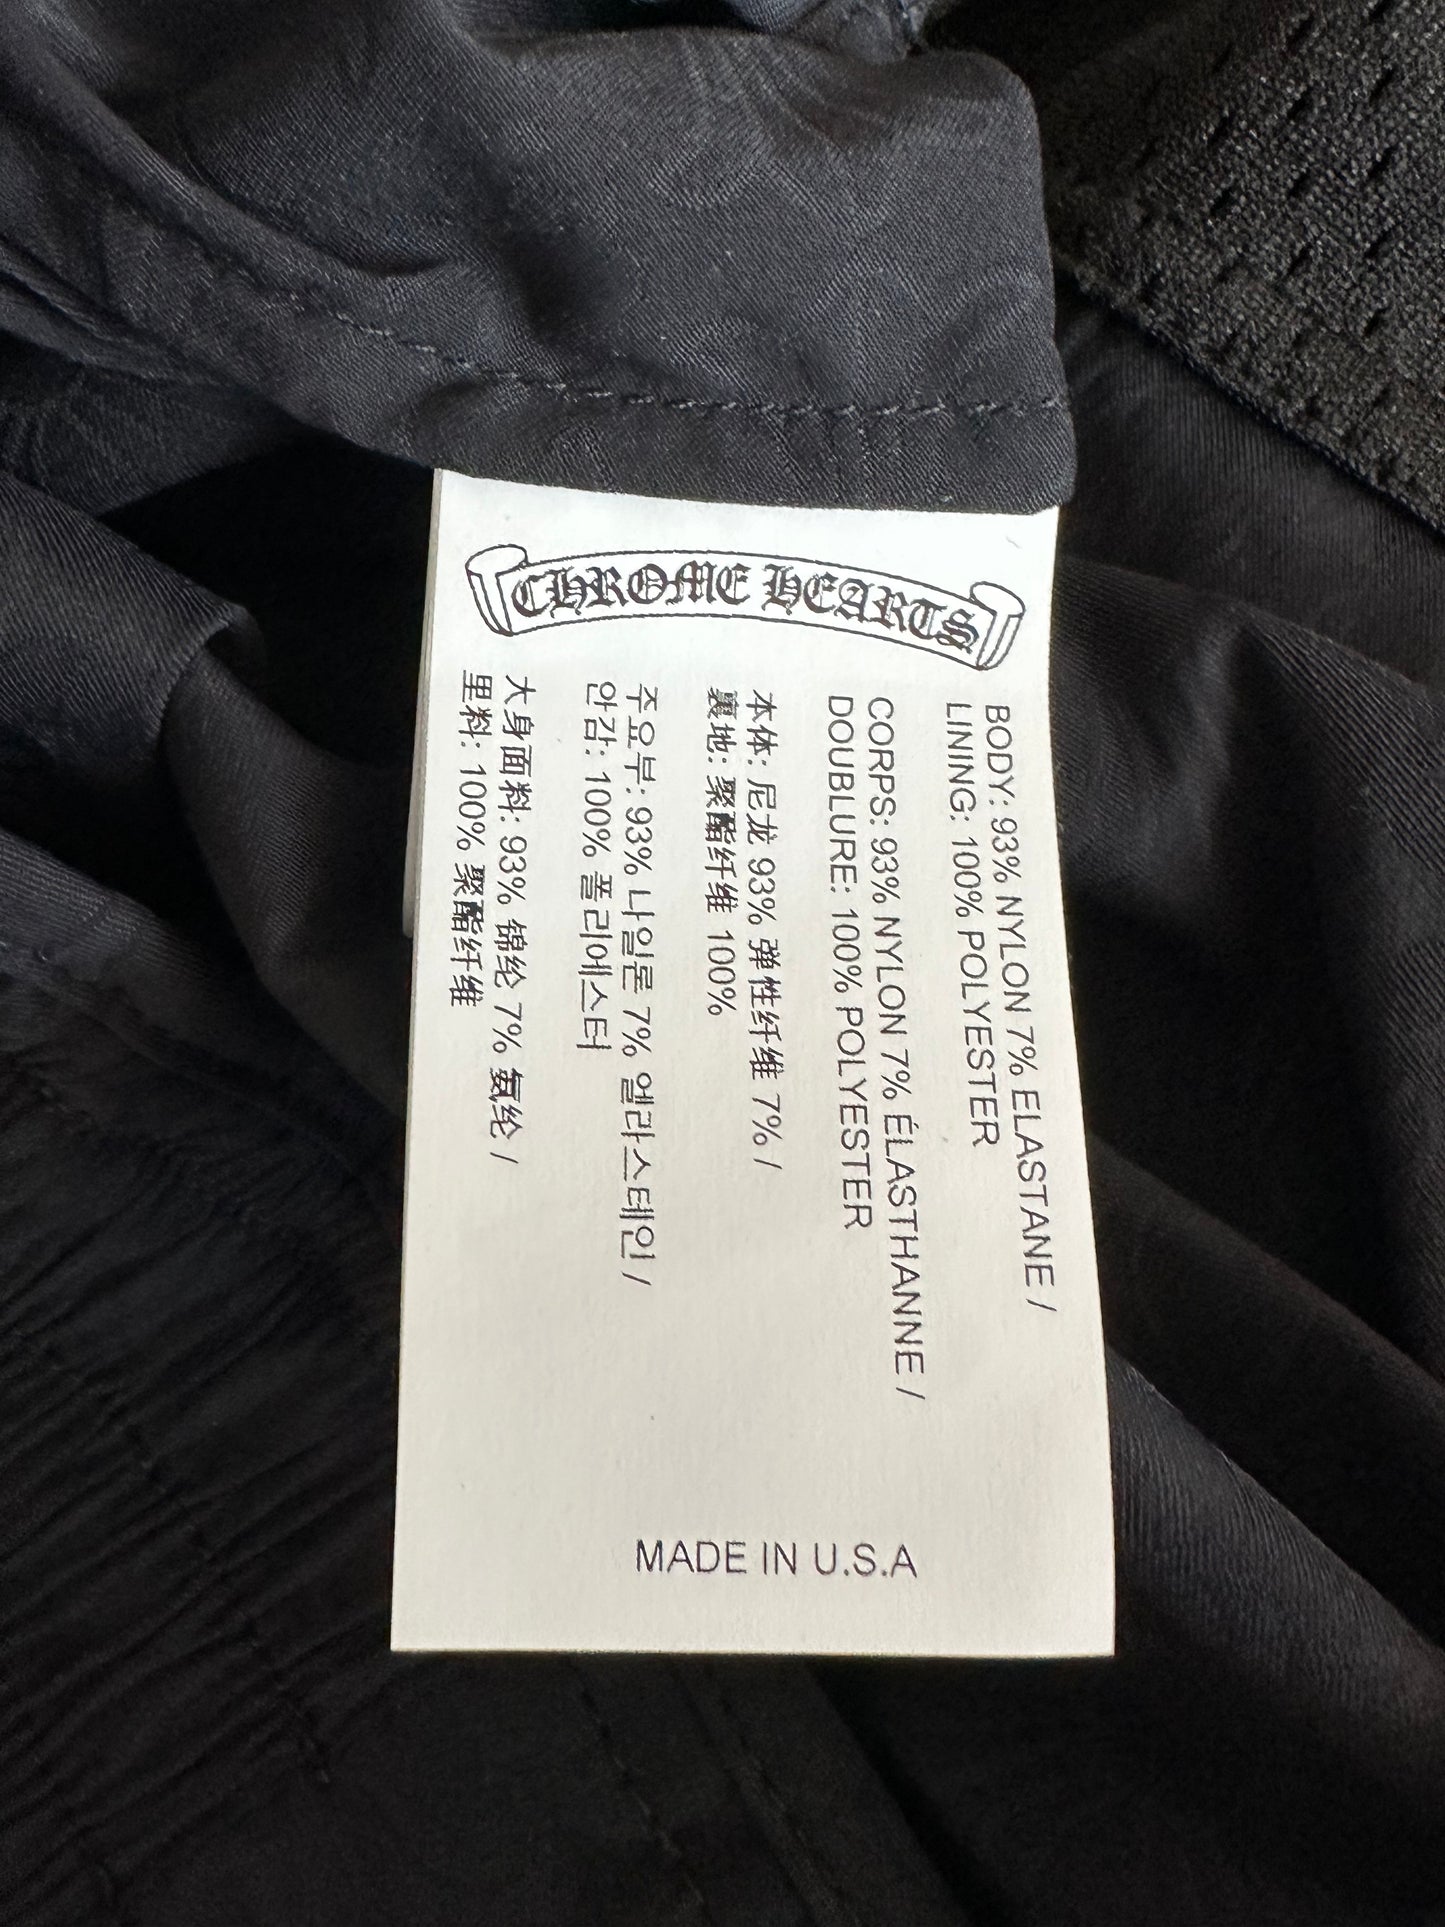 CHROME HEARTS
BODY: 93% NYLON 7% ELASTANE /
LINING: 100% POLYESTER
CORPS: 93% NYLON 7% ÉLASTHANNE /
DOUBLURE: 100% POLYESTER
本体: 尼龙 93% 弹性纤维 7% /
裏地: 聚酯纤维 100%
주요부: 93% 나일론 7% 엘라스테인 /
안감: 100% 폴리에스터
大身面料: 93% 锦纶 7% 氨纶 /
里料: 100% 聚酯纤维
MADE IN U.S.A